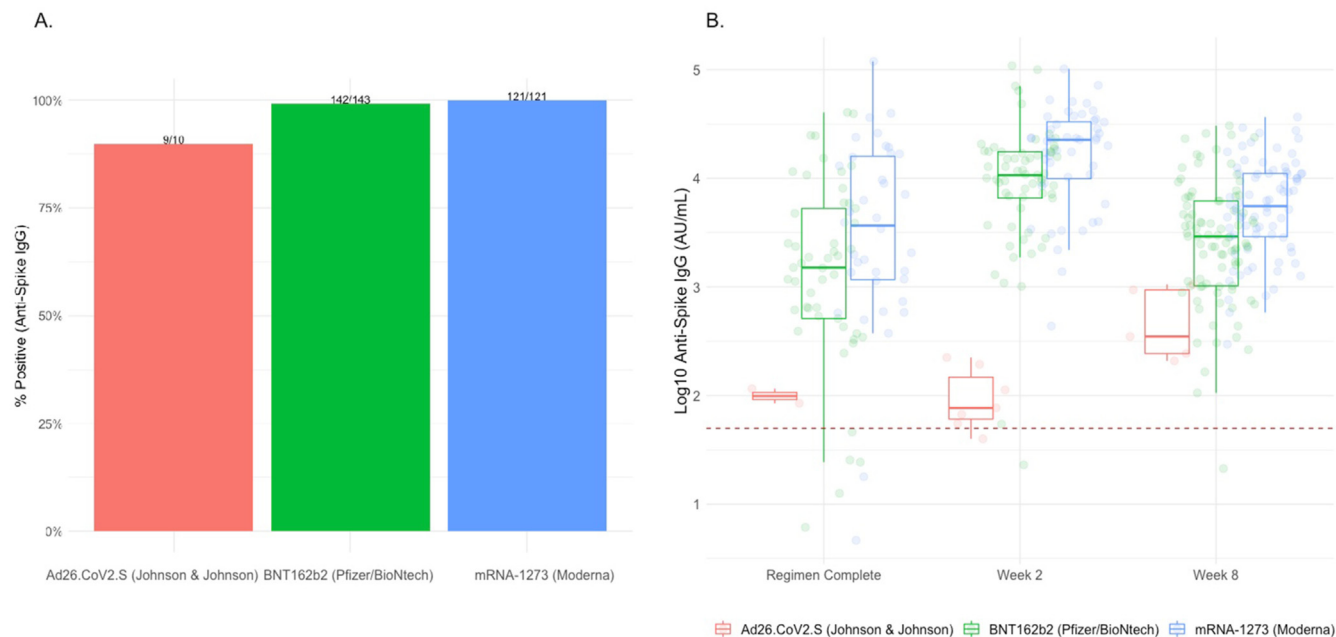 A.
% Positive (Anti-Spike IgG)
100%
75%
50%
25%
0%
9/10
142/143
121/121
Ad26.CoV2.S (Johnson & Johnson)
BNT162b2 (Pfizer/BioNtech)
mRNA-1273 (Moderna)
B.
Log10 Anti-Spike IgG (AU/mL)
5
4
3
2
1
Regimen Complete
Week 2
Week 8
Ad26.CoV2.S (Johnson & Johnson)
BNT162b2 (Pfizer/BioNtech)
mRNA-1273 (Moderna)